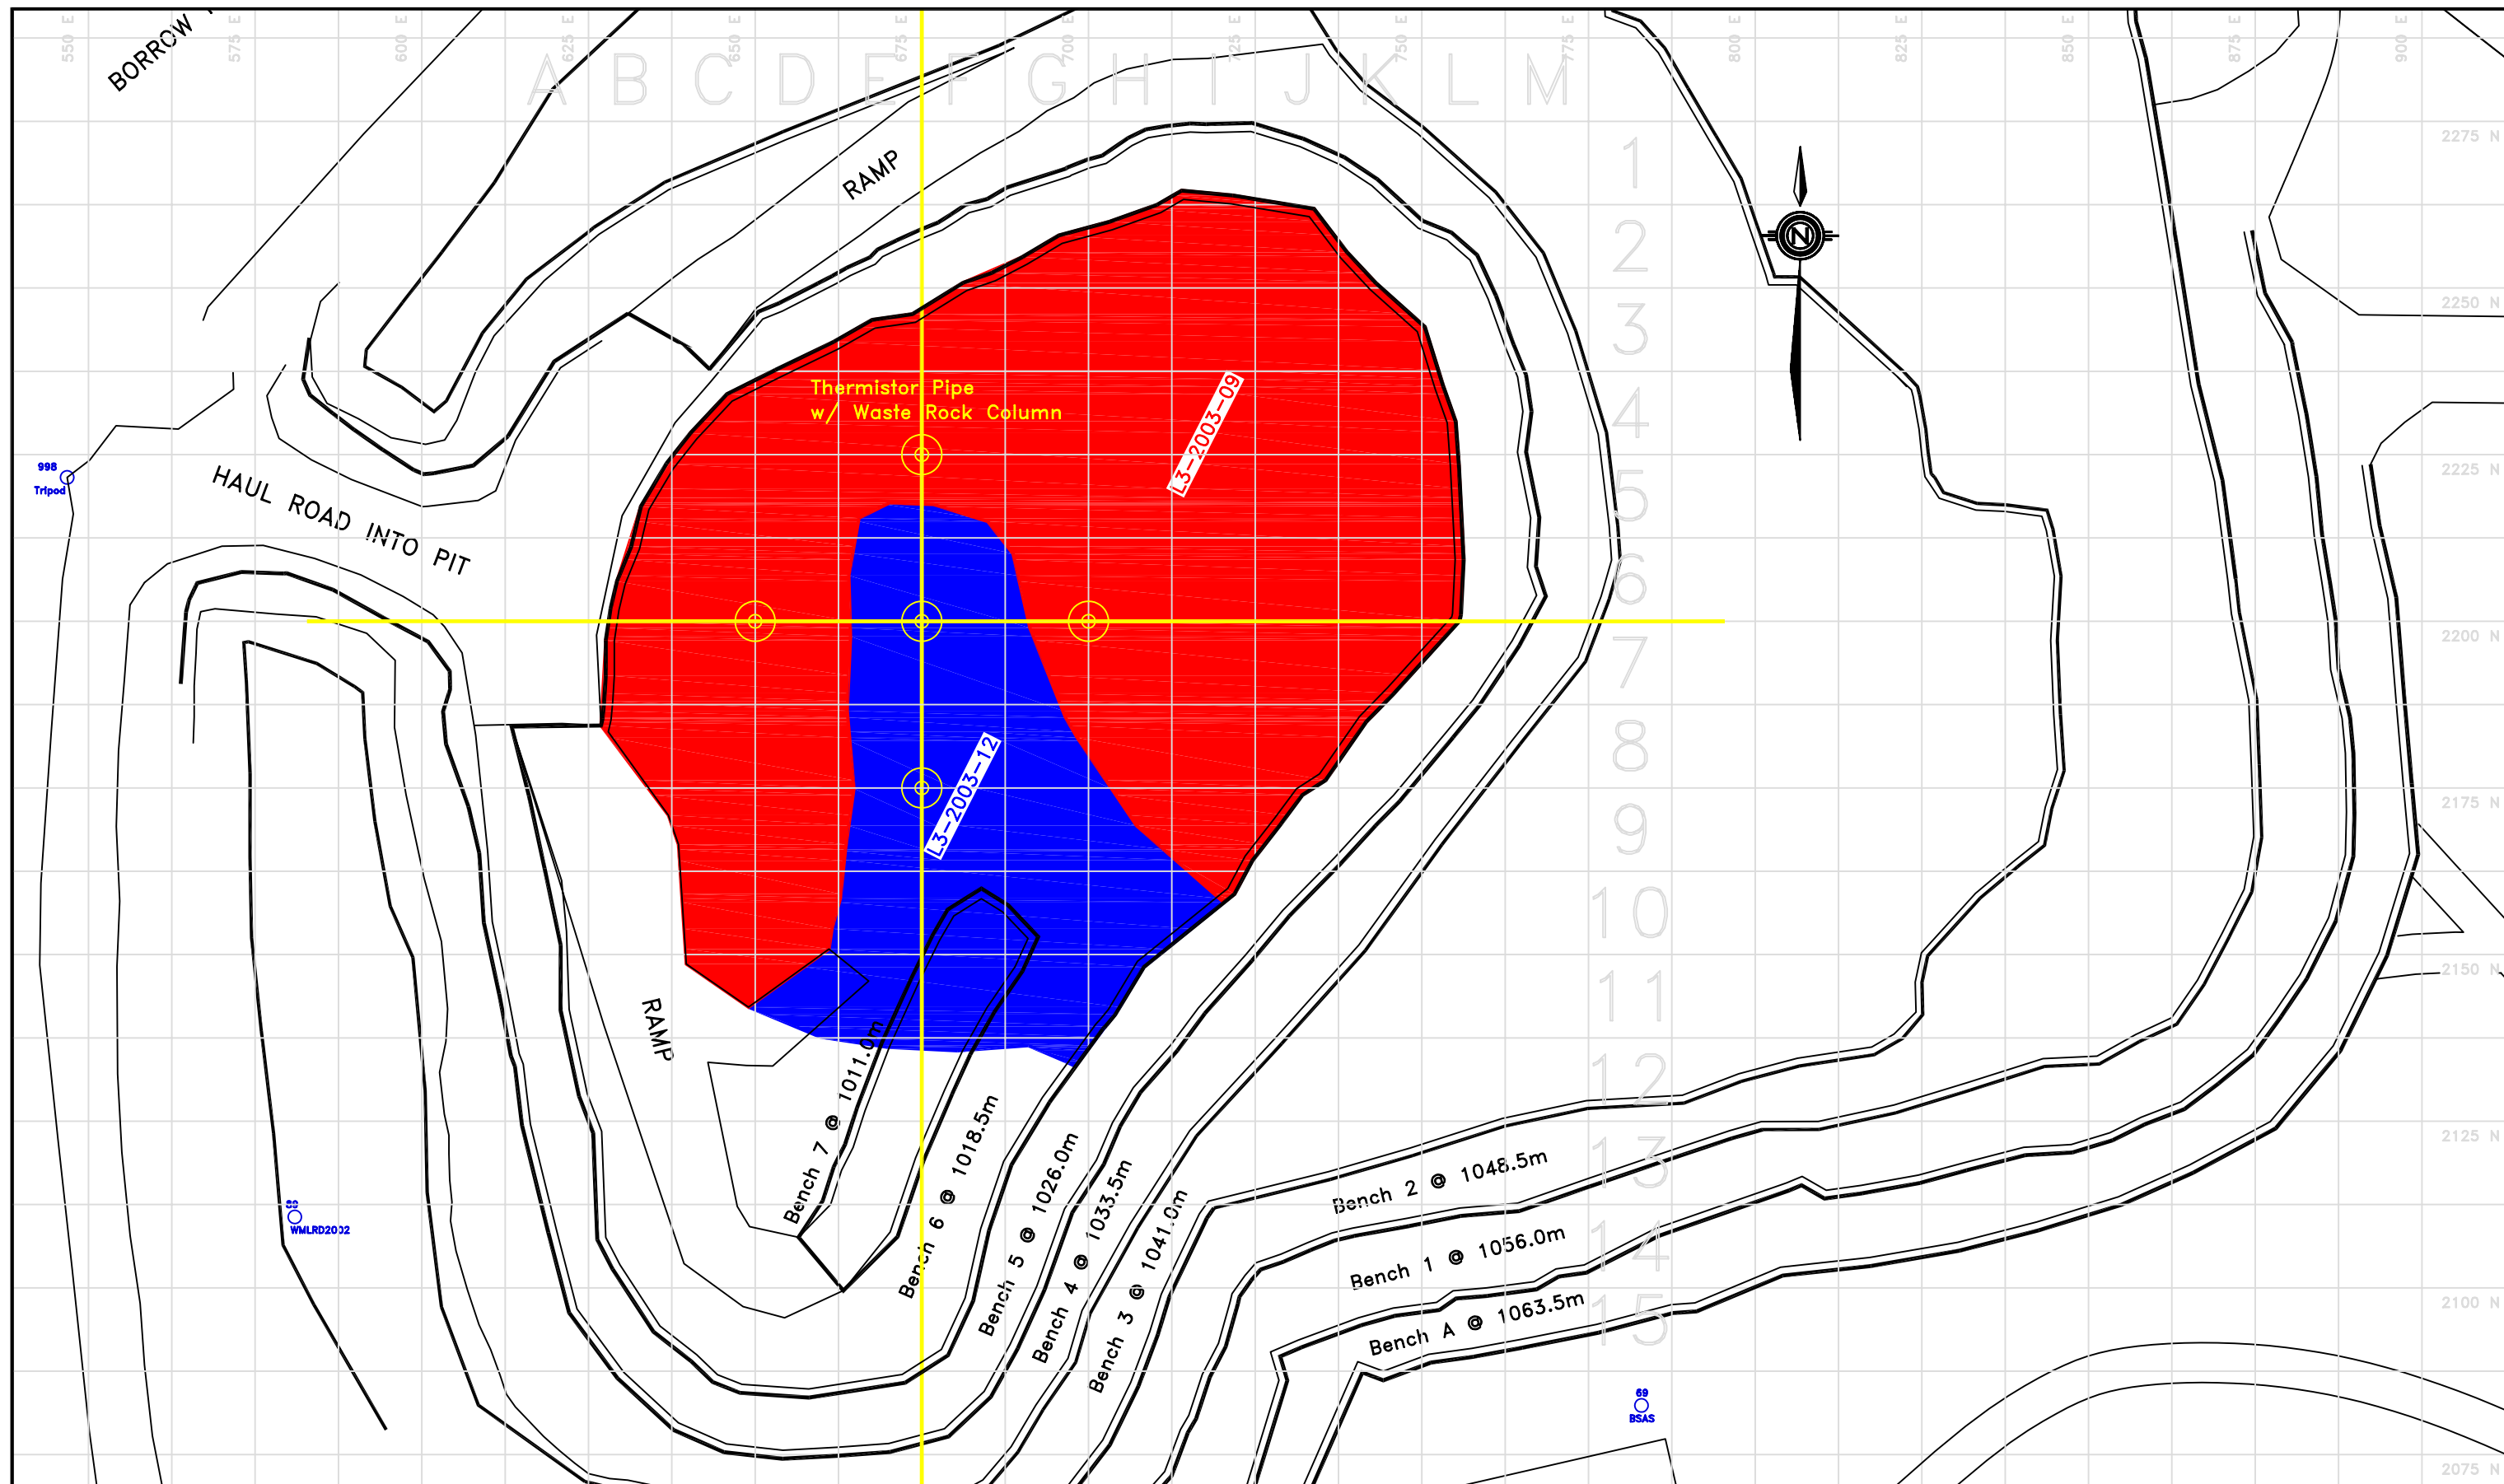 550 E
575 E
600 E
625 E
650 E
675 E
700 E
725 E
750 E
775 E
800 E
825 E
850 E
875 E
900 E
BORROW
A B C D E F G H I J K L M
2275 N
1
RAMP
N
2
2250 N
3
Thermistor Pipe
w/ Waste Rock Column
L3-2003-09
4
998
Tripod
2225 N
HAUL ROAD INTO PIT
5
6
2200 N
7
8
L3-2003-12
2175 N
9
10
2150 N
11
RAMP
12
Bench 7 @ 1011.0m
Bench 6 @ 1018.5m
Bench 5 @ 1026.0m
Bench 4 @ 1033.5m
Bench 3 @ 1041.0m
2125 N
13
Bench 2 @ 1048.5m
WMLRD2002
14
Bench 1 @ 1056.0m
2100 N
15
Bench A @ 1063.5m
69
BSAS
2075 N